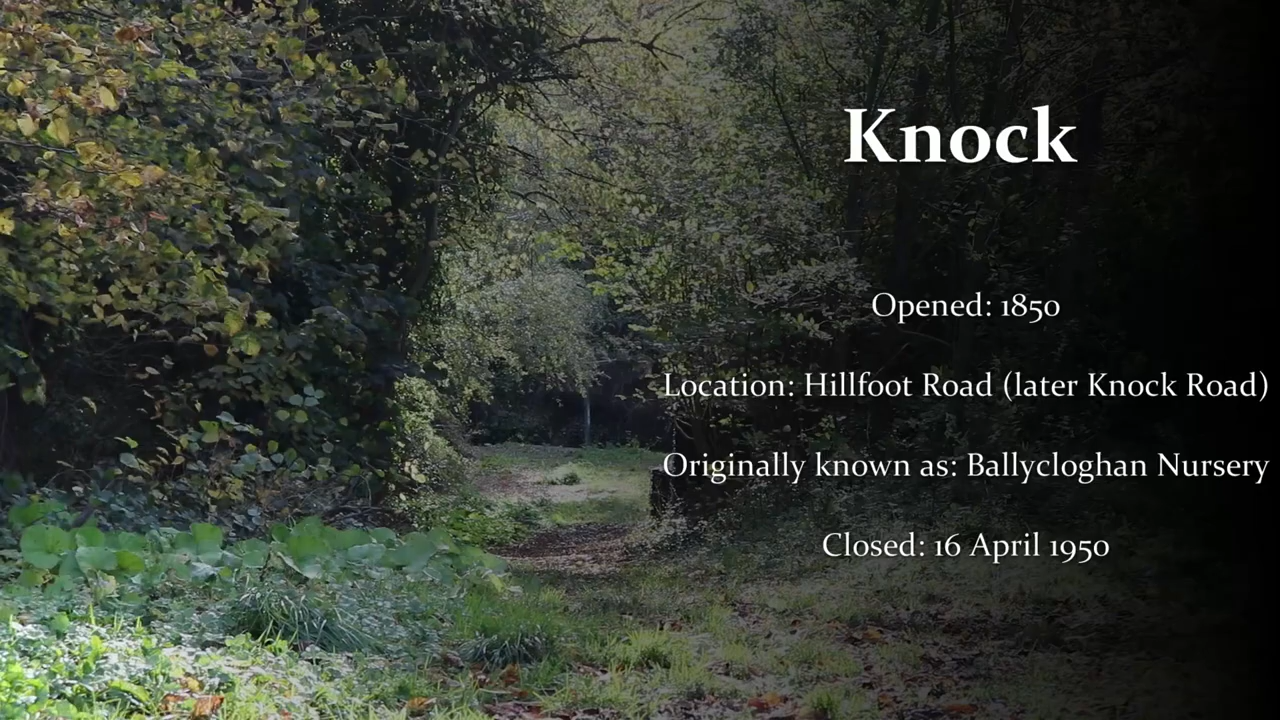 Knock
Opened: 1850
Location: Hillfoot Road (later Knock Road)
Originally known as: Ballycloghan Nursery
Closed: 16 April 1950